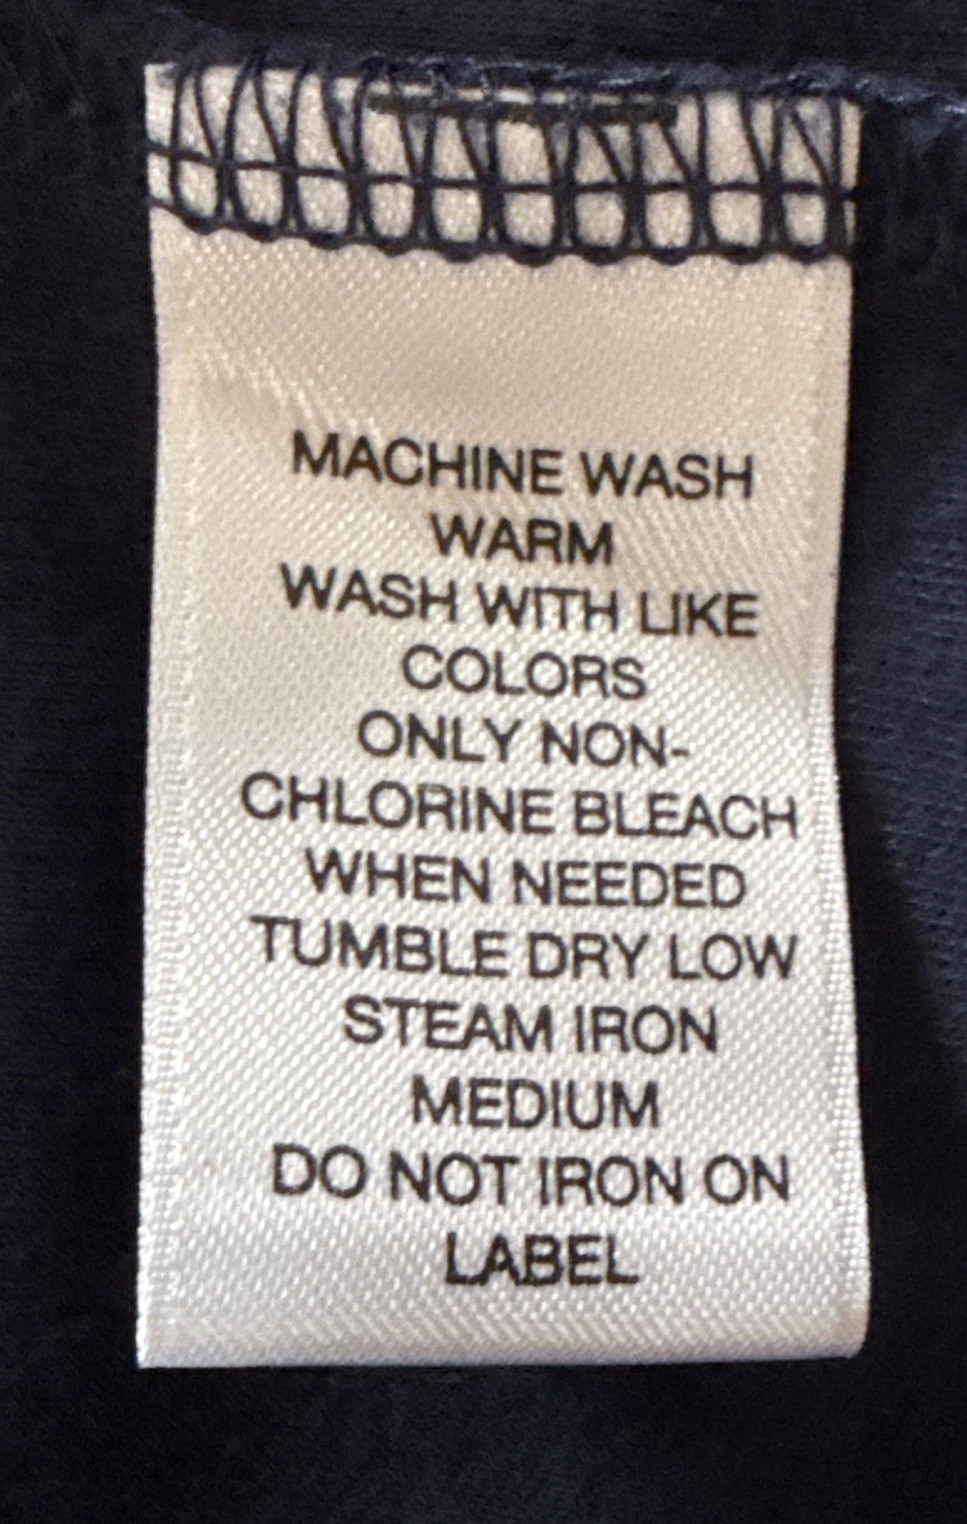 MACHINE WASH
WARM
WASH WITH LIKE
COLORS
ONLY NON-
CHLORINE BLEACH
WHEN NEEDED
TUMBLE DRY LOW
STEAM IRON
MEDIUM
DO NOT IRON ON
LABEL